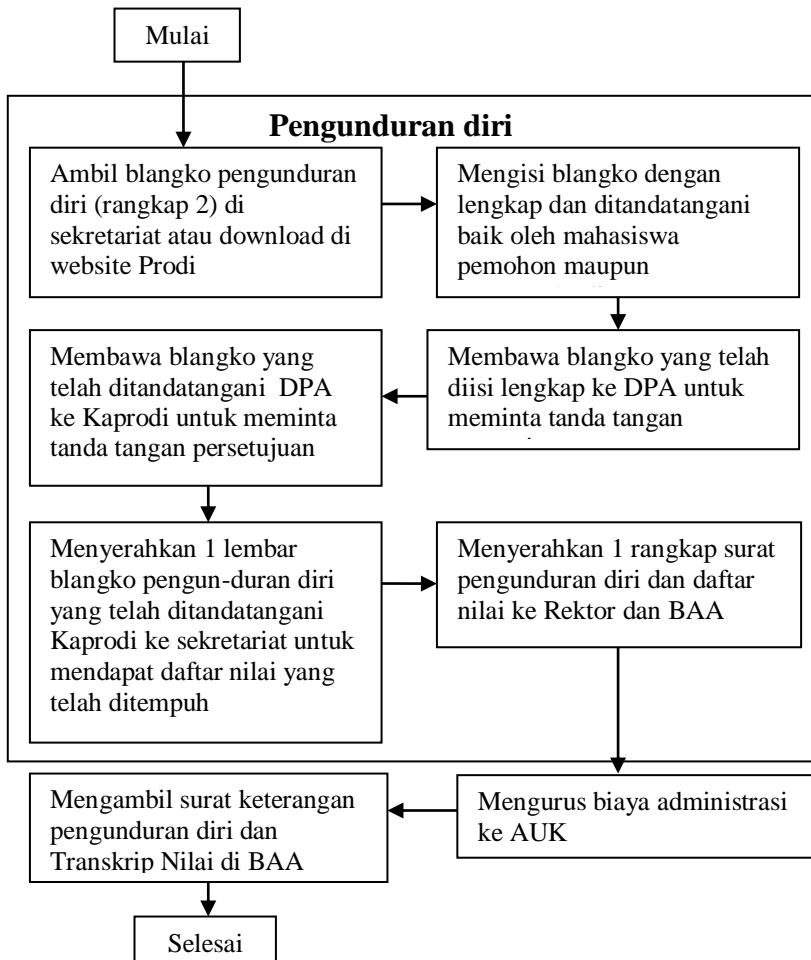 Mulai
Pengunduran diri
Ambil blangko pengunduran
diri (rangkap 2) di
sekretariat atau download di
website Prodi
Mengisi blangko dengan
lengkap dan ditandatangani
baik oleh mahasiswa
pemohon maupun
Membawa blangko yang telah
diisi lengkap ke DPA untuk
meminta tanda tangan
Membawa blangko yang
telah ditandatangani  DPA
ke Kaprodi untuk meminta
tanda tangan persetujuan
Menyerahkan 1 lembar
blangko pengun-duran diri
yang telah ditandatangani
Kaprodi ke sekretariat untuk
mendapat daftar nilai yang
telah ditempuh
Menyerahkan 1 rangkap surat
pengunduran diri dan daftar
nilai ke Rektor dan BAA
Mengurus biaya administrasi
ke AUK
Mengambil surat keterangan
pengunduran diri dan
Transkrip Nilai di BAA
Selesai